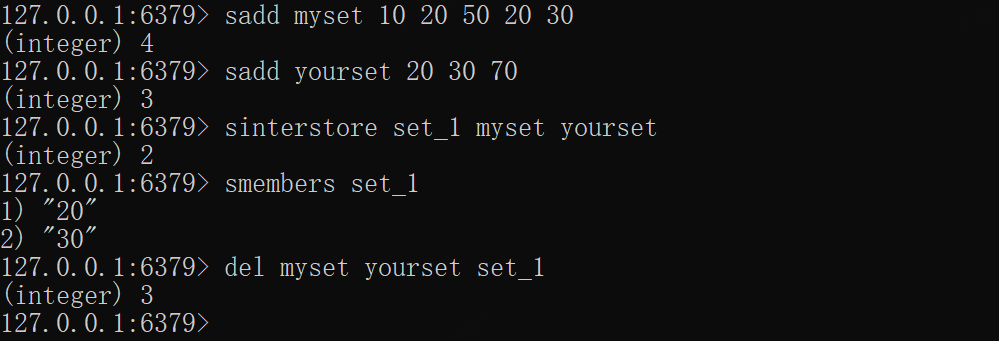 127.0.0.1:6379> sadd myset 10 20 50 20 30
(integer) 4
127.0.0.1:6379> sadd yourset 20 30 70
(integer) 3
127.0.0.1:6379> sinterstore set_1 myset yourset
(integer) 2
127.0.0.1:6379> smembers set_1
1) "20"
2) "30"
127.0.0.1:6379> del myset yourset set_1
(integer) 3
127.0.0.1:6379>